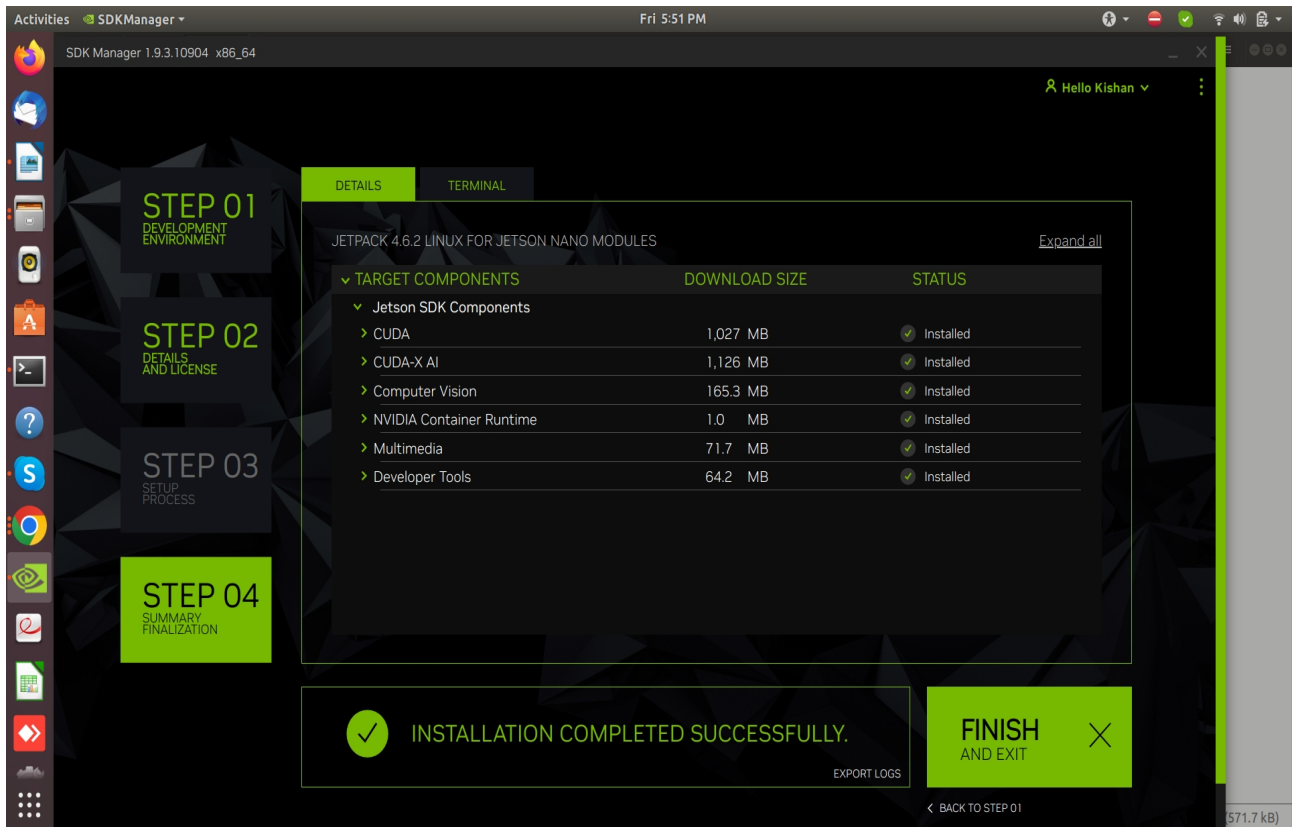 Activities SDKManager Fri 5:51 PM
SDK Manager 1.9.3.10904 x86_64
Hello Kishan
STEP 01
DEVELOPMENT
ENVIRONMENT
STEP 02
DETAILS
AND LICENSE
STEP 03
SETUP
PROCESS
STEP 04
SUMMARY
FINALIZATION
DETAILS TERMINAL
JETPACK 4.6.2 LINUX FOR JETSON NANO MODULES Expand all
TARGET COMPONENTS DOWNLOAD SIZE STATUS
Jetson SDK Components
CUDA 1,027 MB Installed
CUDA-X AI 1,126 MB Installed
Computer Vision 165.3 MB Installed
NVIDIA Container Runtime 1.0 MB Installed
Multimedia 71.7 MB Installed
Developer Tools 64.2 MB Installed
INSTALLATION COMPLETED SUCCESSFULLY.
EXPORT LOGS
FINISH
AND EXIT
BACK TO STEP 01
(571.7 kB)